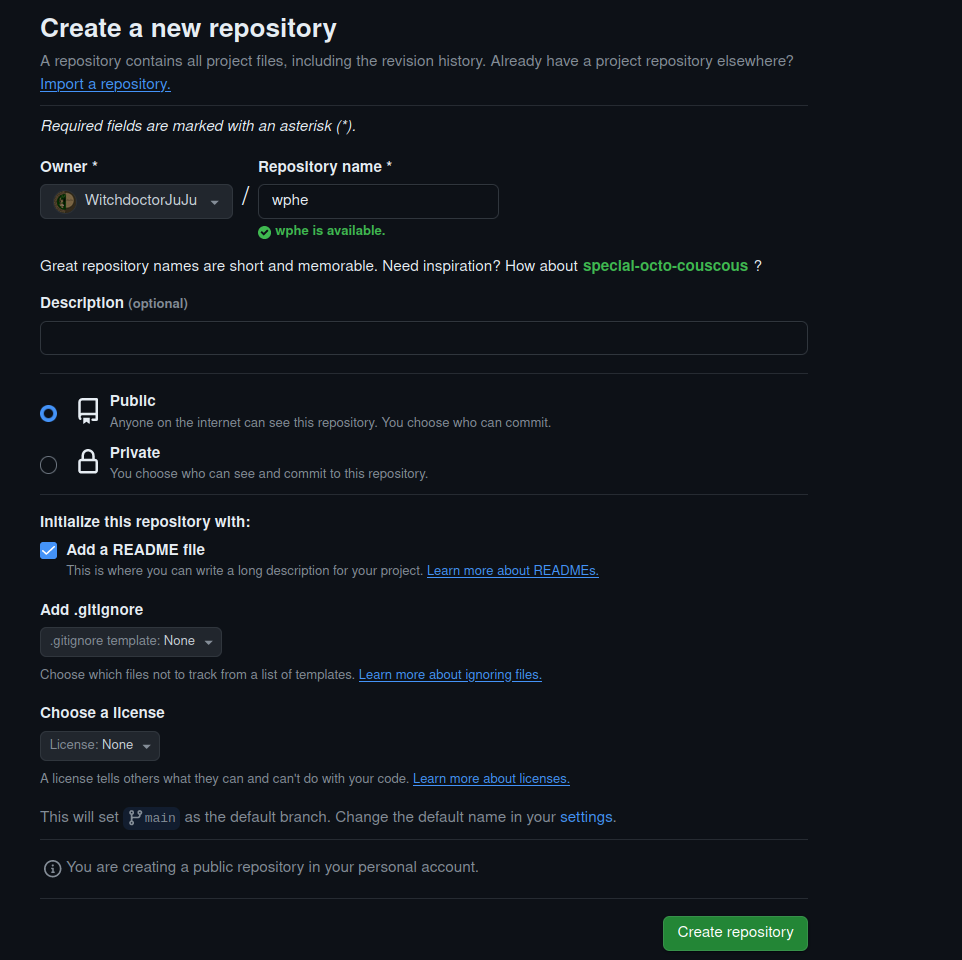 Create a new repository
A repository contains all project files, including the revision history. Already have a project repository elsewhere?
Import a repository.
Required fields are marked with an asterisk (*).
Owner *
Repository name *
WitchdoctorJuJu
/
wphe
wphe is available.
Great repository names are short and memorable. Need inspiration? How about special-octo-couscous ?
Description (optional)
Public
Anyone on the internet can see this repository. You choose who can commit.
Private
You choose who can see and commit to this repository.
Initialize this repository with:
Add a README file
This is where you can write a long description for your project. Learn more about READMEs.
Add .gitignore
.gitignore template: None
Choose which files not to track from a list of templates. Learn more about ignoring files.
Choose a license
License: None
A license tells others what they can and can't do with your code. Learn more about licenses.
This will set main as the default branch. Change the default name in your settings.
You are creating a public repository in your personal account.
Create repository